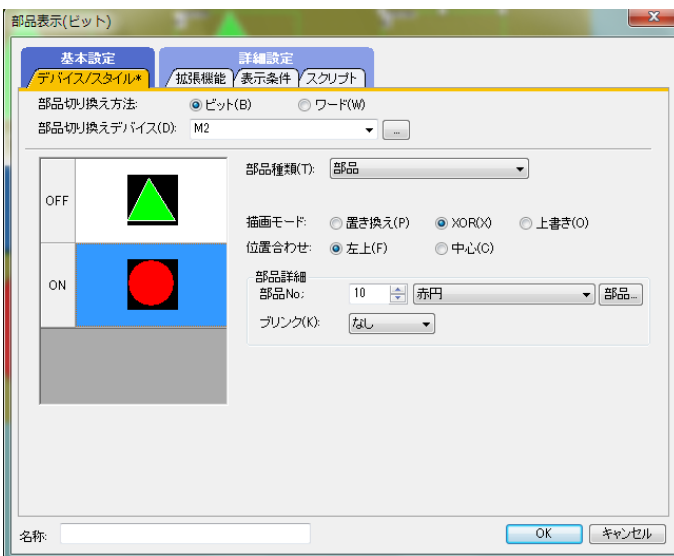 部品表示(ビット)
基本設定 詳細設定
デバイス/スタイル* 拡張機能 表示条件 スクリプト
部品切り換え方法: ビット(B) ワード(W)
部品切り換えデバイス(D): M2 ...
部品種類(T): 部品
OFF
描画モード: 置き換え(P) XOR(X) 上書き(O)
位置合わせ: 左上(F) 中心(C)
ON
部品詳細
部品No.: 10 赤円 部品...
ブリンク(K): なし
名称: OK キャンセル